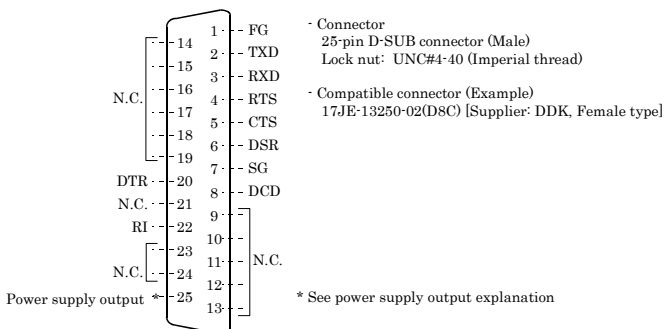 1 FG
2 TXD
3 RXD
4 RTS
5 CTS
6 DSR
7 SG
8 DCD
9
10
11
12
13
N.C.
14
15
16
17
18
19
N.C.
DTR 20
N.C. 21
RI 22
23
24
N.C.
Power supply output * 25
- Connector
25-pin D-SUB connector (Male)
Lock nut: UNC#4-40 (Imperial thread)
- Compatible connector (Example)
17JE-13250-02(D8C) [Supplier: DDK, Female type]
* See power supply output explanation